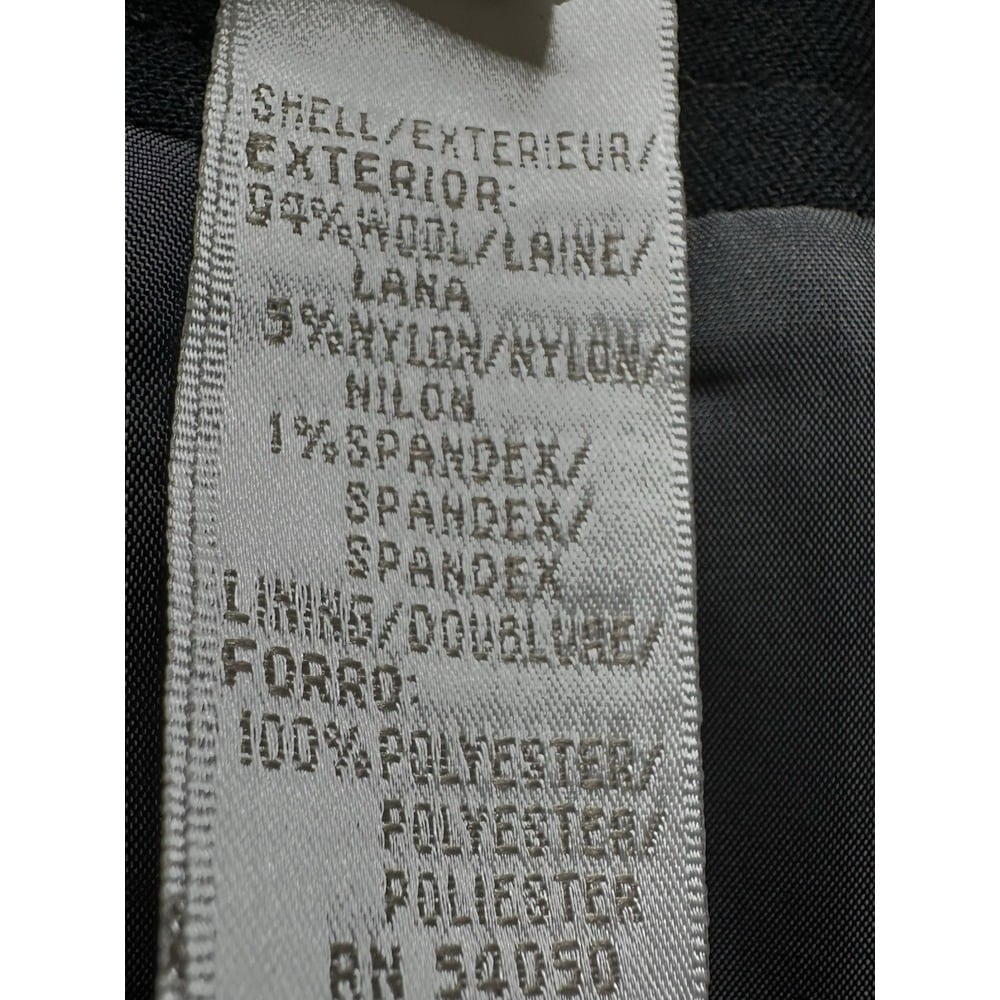 SHELL/EXTERIEUR/
EXTERIOR:
94%WOOL/LAINE/
LANA
5%NYLON/NYLON/
NILON
1%SPANDEX/
SPANDEX/
SPANDEX
LINING/DOUBLURE/
FORRO:
100%POLYESTER/
POLYESTER/
POLIESTER
RN 54050